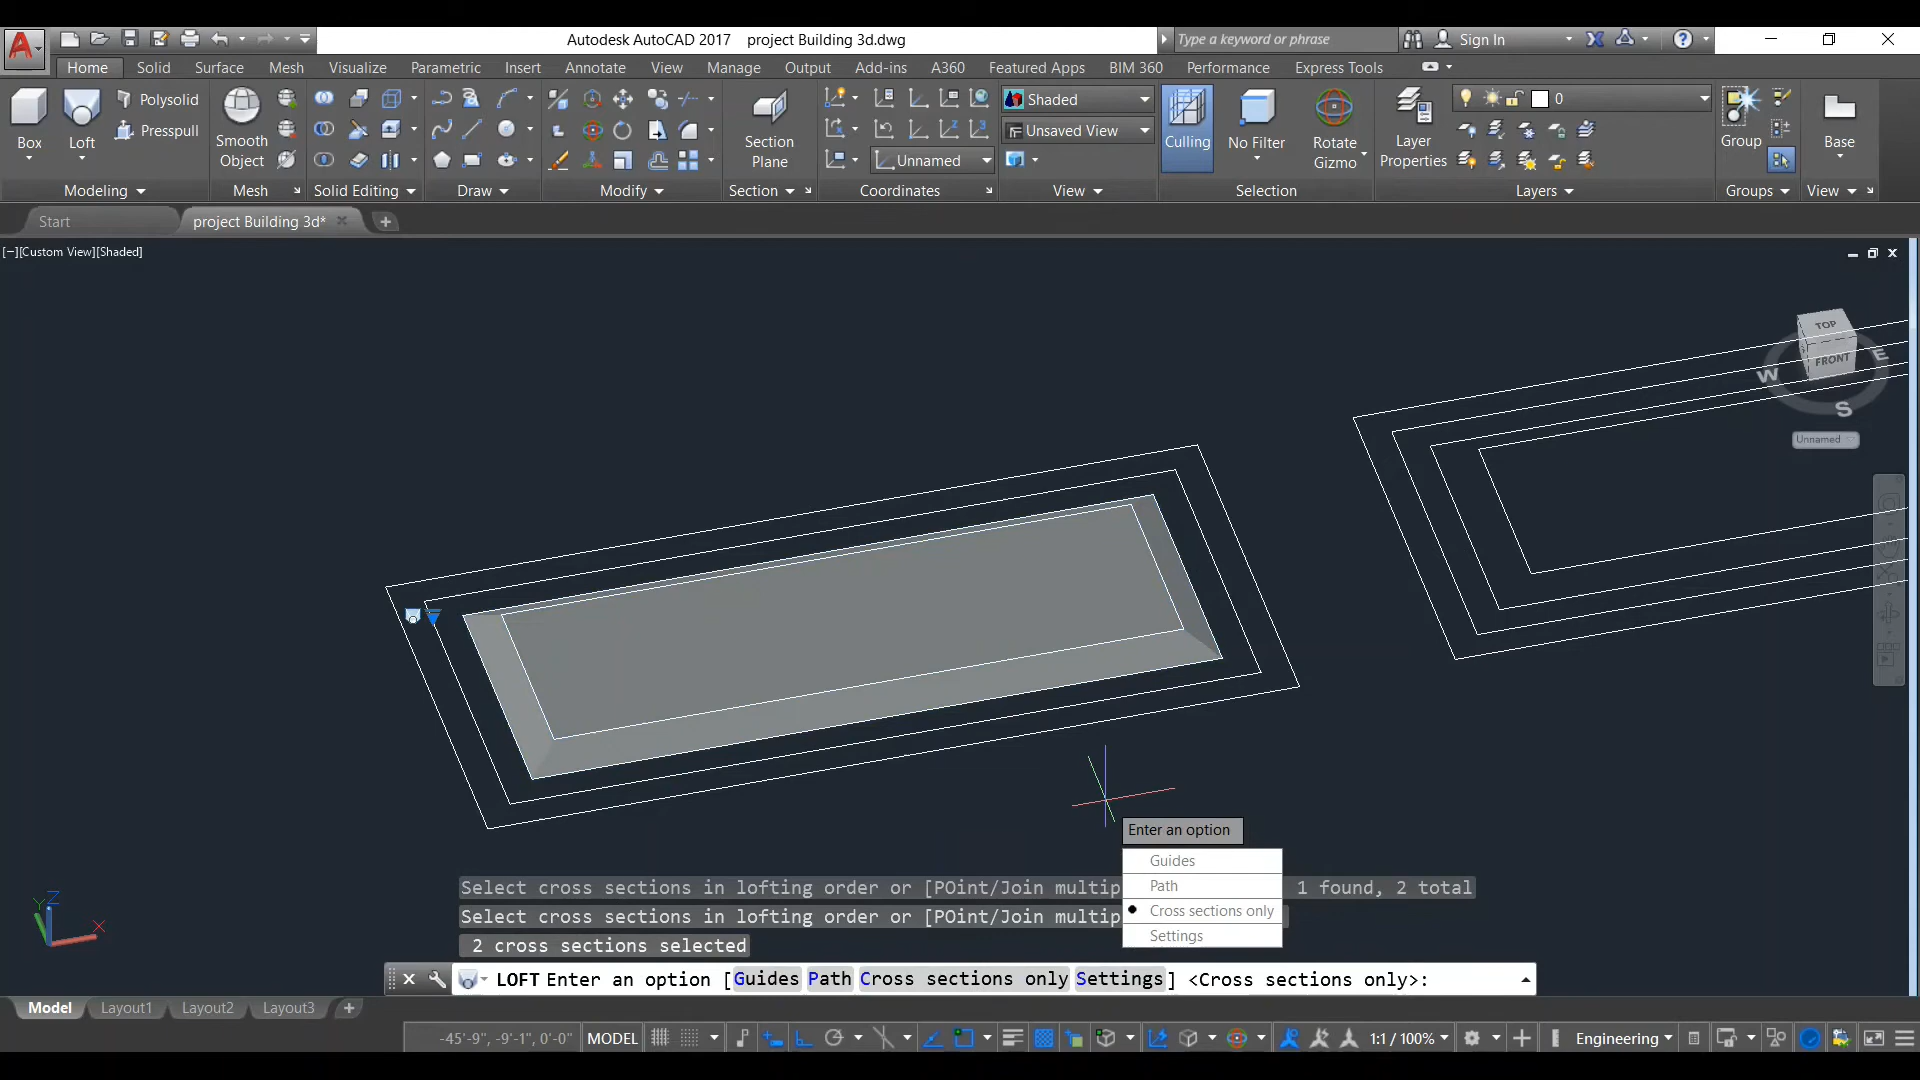 Autodesk AutoCAD 2017 project Building 3d.dwg
Type a keyword or phrase
Sign In
Home Solid Surface Mesh Visualize Parametric Insert Annotate View Manage Output Add-ins A360 Featured Apps BIM 360 Performance Express Tools
Polysolid
Presspull
Box
Loft
Smooth
Object
Section
Plane
Unnamed
Shaded
Unsaved View
Culling
No Filter
Rotate
Gizmo
Layer
Properties
0
Group
Base
Modeling
Mesh
Solid Editing
Draw
Modify
Section
Coordinates
View
Selection
Layers
Groups
View
Start
project Building 3d*
[−][Custom View][Shaded]
TOP
FRONT
W
E
S
Unnamed
Y
Z
X
Enter an option
Guides
Path
Cross sections only
Settings
Select cross sections in lofting order or [POint/Join multip 1 found, 2 total
Select cross sections in lofting order or [POint/Join multip
2 cross sections selected
LOFT Enter an option [Guides Path Cross sections only Settings] <Cross sections only>:
Model Layout1 Layout2 Layout3
-45'-9", -9'-1", 0'-0"
MODEL
1:1 / 100%
Engineering